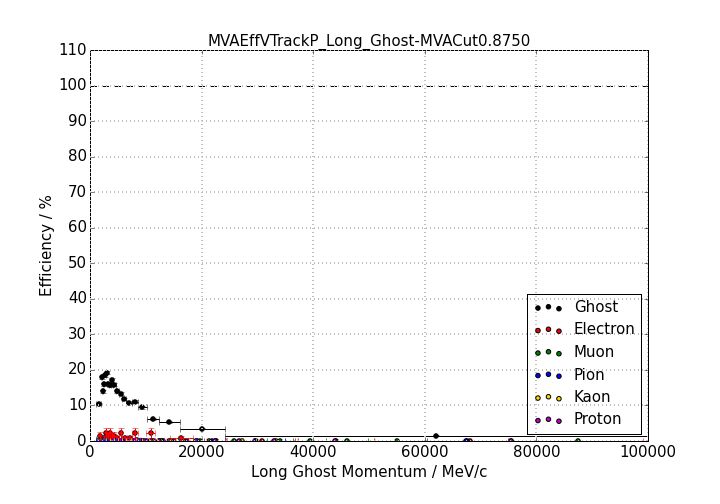 MVAEffVTrackP_Long_Ghost-MVACut0.8750
110
100
90
80
70
60
50
40
30
20
10
0
Efficiency / %
Ghost
Electron
Muon
Pion
Kaon
Proton
0 20000 40000 60000 80000 100000
Long Ghost Momentum / MeV/c